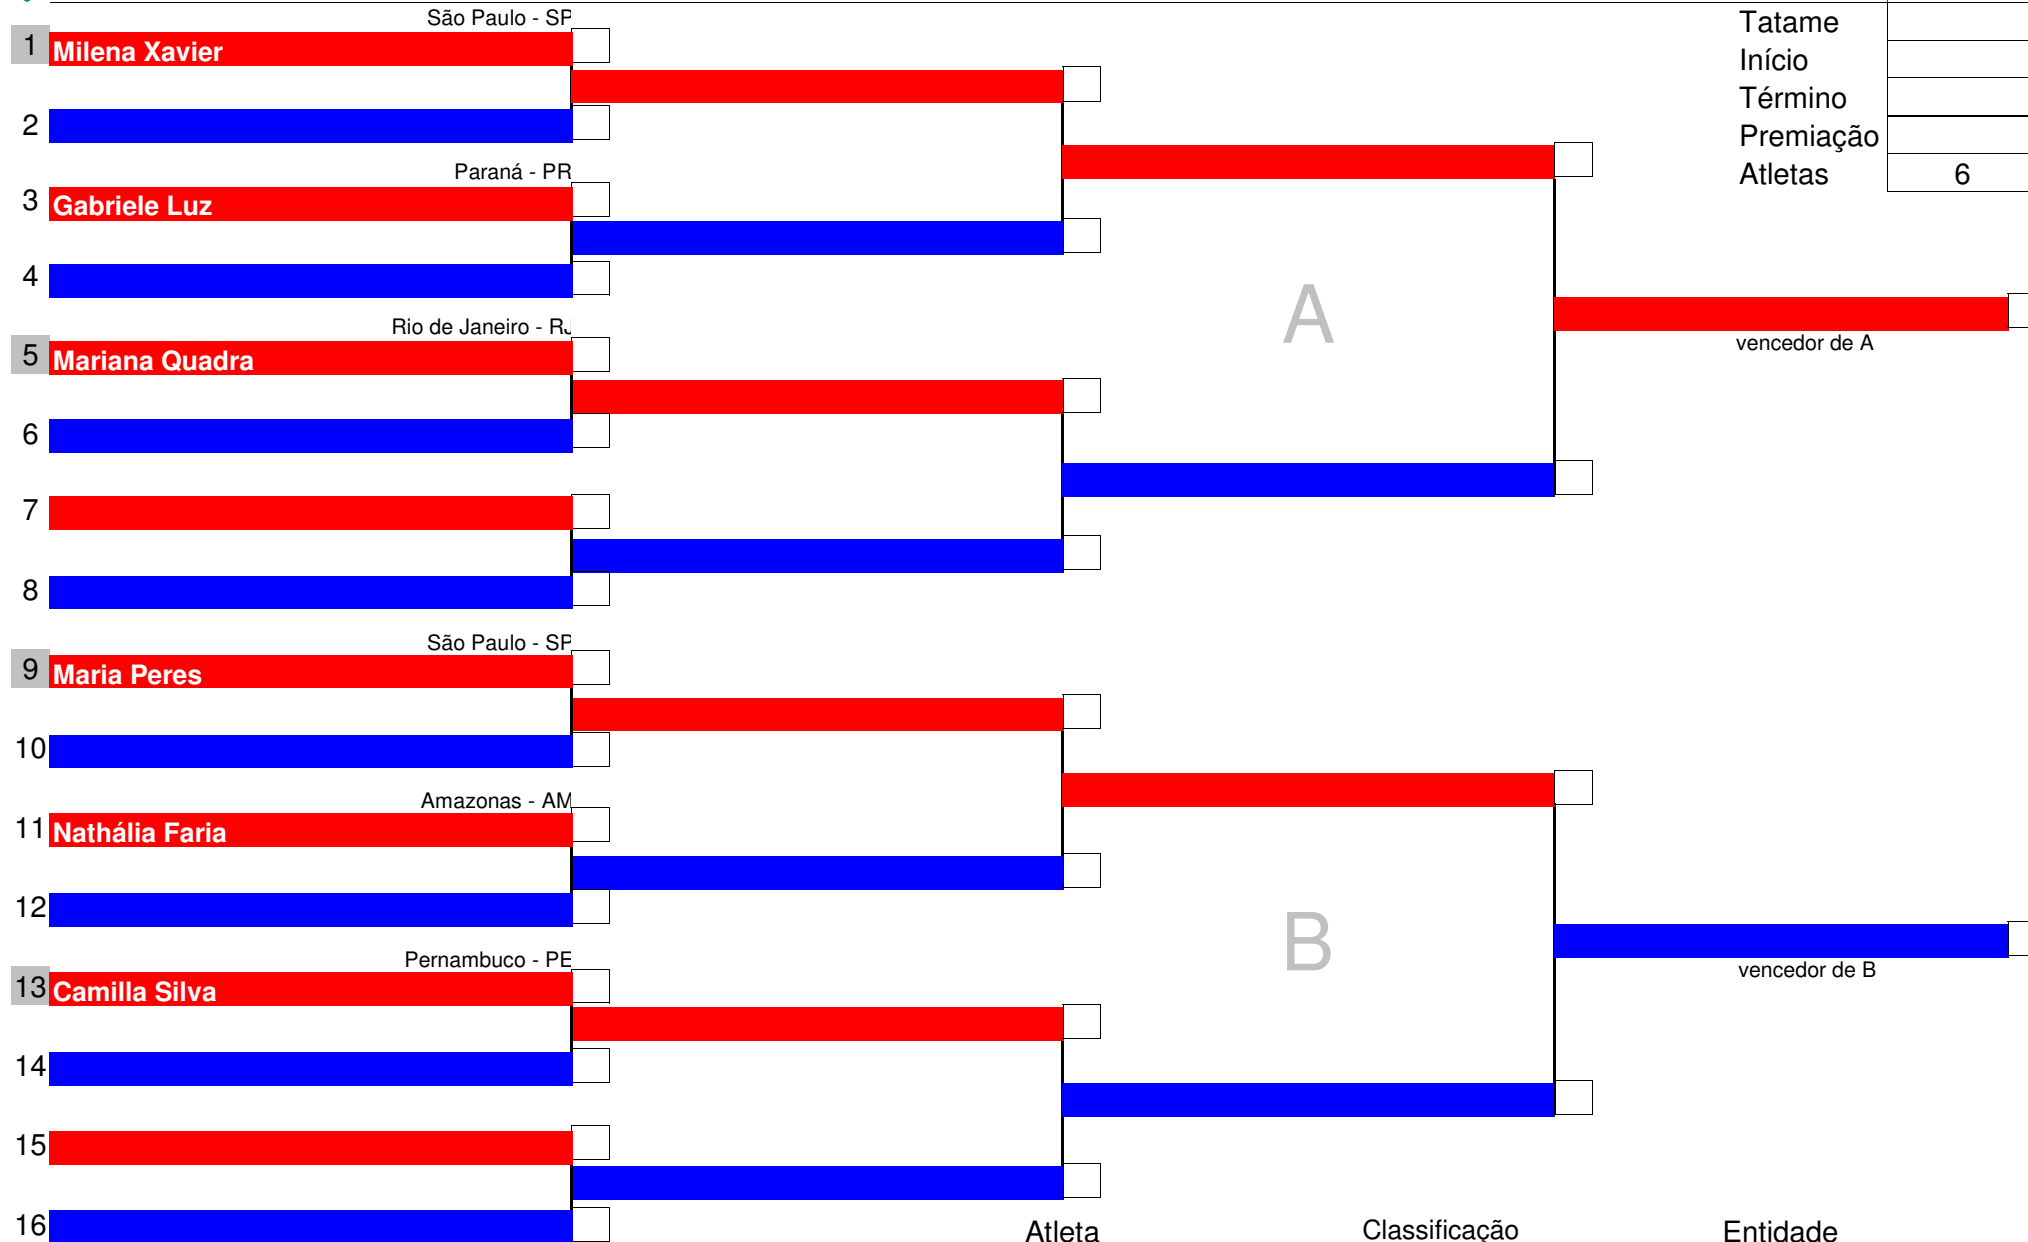 São Paulo - SP
1 Milena Xavier
2
Paraná - PR
3 Gabriele Luz
4
Rio de Janeiro - RJ
5 Mariana Quadra
6
7
8
São Paulo - SP
9 Maria Peres
10
Amazonas - AM
11 Nathália Faria
12
Pernambuco - PE
13 Camilla Silva
14
15
16
A
B
vencedor de A
vencedor de B
Tatame
Início
Término
Premiação
Atletas 6
Atleta Classificação Entidade